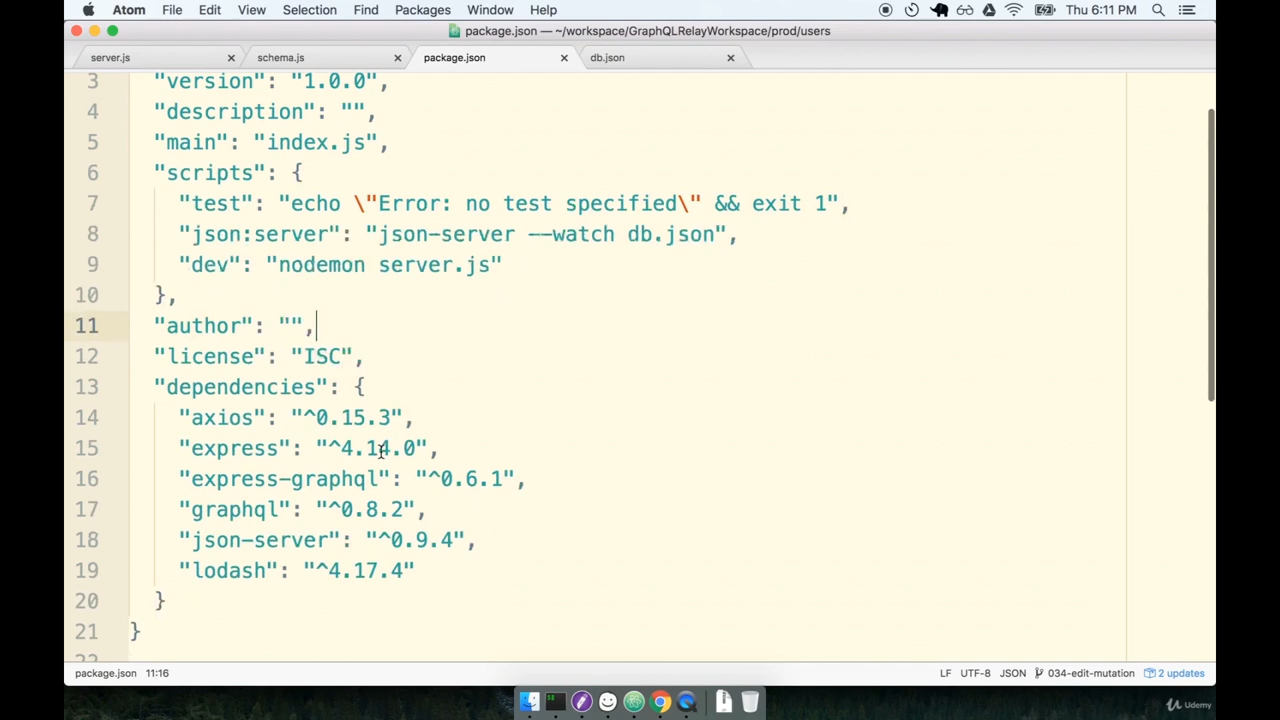 Atom File Edit View Selection Find Packages Window Help Thu 6:11 PM
package.json — ~/workspace/GraphQLRelayWorkspace/prod/users
server.js schema.js package.json db.json
3 "version": "1.0.0",
4 "description": "",
5 "main": "index.js",
6 "scripts": {
7 "test": "echo \"Error: no test specified\" && exit 1",
8 "json:server": "json-server --watch db.json",
9 "dev": "nodemon server.js"
10 },
11 "author": "",
12 "license": "ISC",
13 "dependencies": {
14 "axios": "^0.15.3",
15 "express": "^4.14.0",
16 "express-graphql": "^0.6.1",
17 "graphql": "^0.8.2",
18 "json-server": "^0.9.4",
19 "lodash": "^4.17.4"
20 }
21 }
22
package.json 11:16 LF UTF-8 JSON 034-edit-mutation 2 updates
Udemy